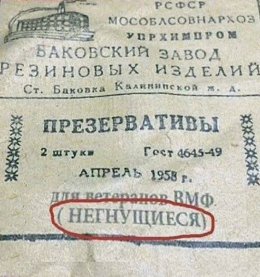 РСФСР
МОСОБЛСОВНАРХОЗ
УПРХИМПРОМ
БАКОВСКИЙ ЗАВОД
РЕЗИНОВЫХ ИЗДЕЛИЙ
Ст. Баковка Калининской ж. д.
ПРЕЗЕРВАТИВЫ
2 штуки Гост 4645-49
АПРЕЛЬ 1958 г.
для ветеранов ВМФ
(НЕГНУЩИЕСЯ)